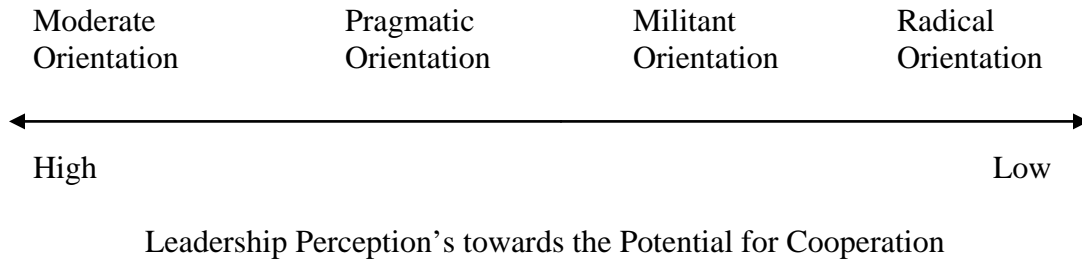 Moderate Pragmatic Militant Radical
Orientation Orientation Orientation Orientation
High Low
Leadership Perception’s towards the Potential for Cooperation